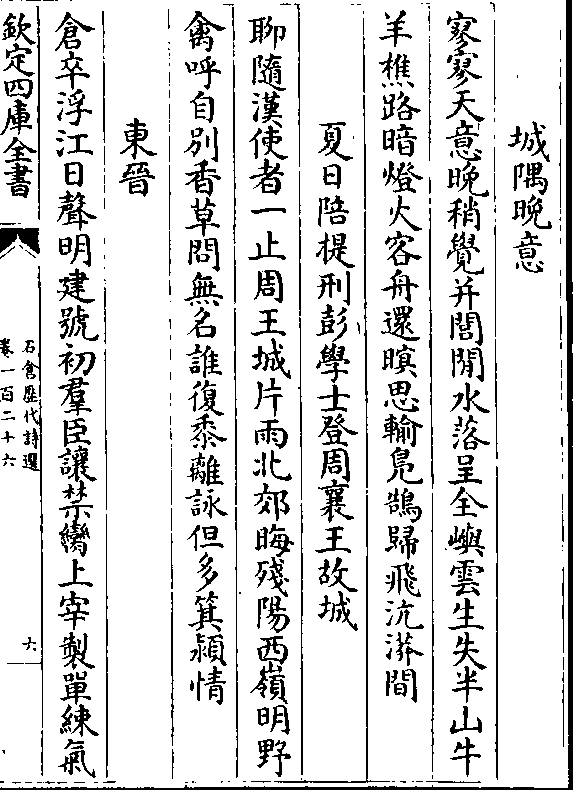 城隅晚意
寥寥天意晚稍覺井閭閒水落呈全嶼雲生失半山牛
羊樵路暗燈火客舟還暝思輸鳧鵠歸飛沆漭間
夏日陪提刑彭學士登周襄王故城
聊隨漢使者一止周王城片雨北郊晦殘陽西嶺明野
禽呼自別香草問無名誰復黍離詠但多箕潁情
東晉
倉卒浮江日聲明建號初羣臣讓禁臠上宰製單練氣
欽定四庫全書
石倉歷代詩選
卷一百二十六
六